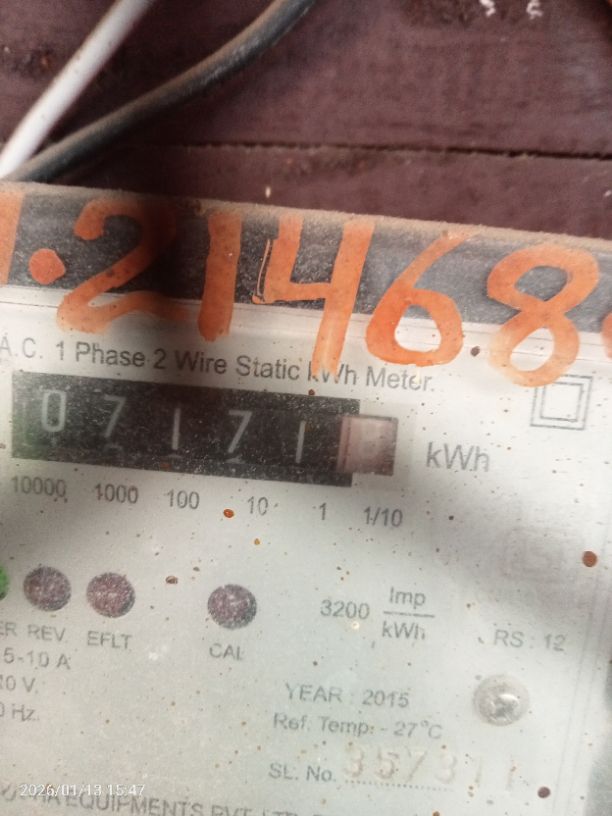 .21468
A.C. 1 Phase 2 Wire Static kWh Meter.
07171 kWh
10000 1000 100 10 1 1/10
3200 Imp/kWh
REV. EFLT CAL RS : 12
5-10 A
YEAR : 2015
Ref. Temp: - 27°C
SL. No.
2026/01/13 15:47
EQUIPMENTS PVT.